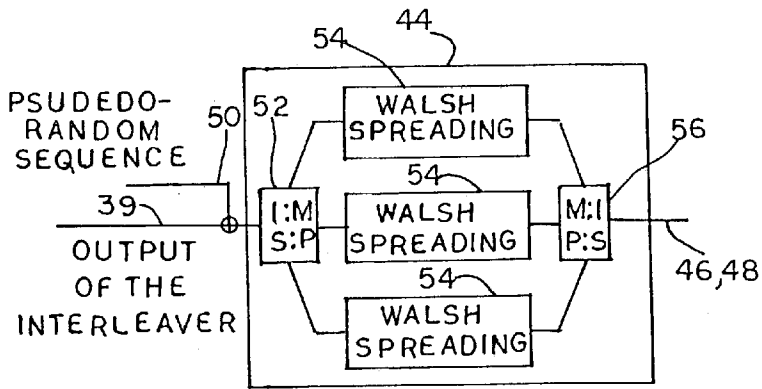 44
54
PSUDEDO-
RANDOM
SEQUENCE
50
52
WALSH
SPREADING
56
39
1:M
S:P
54
WALSH
SPREADING
M:1
P:S
OUTPUT
OF THE
INTERLEAVER
46,48
54
WALSH
SPREADING